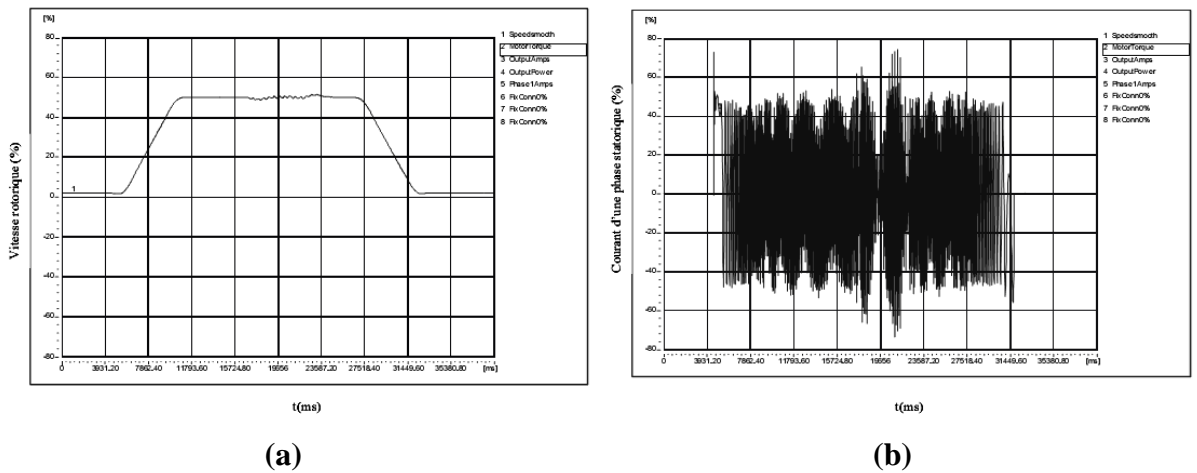 [%]
80
60
40
20
0
-20
-40
-60
-80
Vitesse rotorique (%)
1
0
3931.20
7862.40
11793.60
15724.80
19656
23587.20
27518.40
31449.60
35380.80
[ms]
t(ms)
1 Speedsmooth
2 MotorTorque
3 OutputAmps
4 OutputPower
5 Phase1Amps
6 FixConn0%
7 FixConn0%
8 FixConn0%
(a)
[%]
80
60
40
20
0
-20
-40
-60
-80
Courant d'une phase statorique (%)
0
3931.20
7862.40
11793.60
15724.80
19656
23587.20
27518.40
31449.60
35380.80
[ms]
t(ms)
1 Speedsmooth
2 MotorTorque
3 OutputAmps
4 OutputPower
5 Phase1Amps
6 FixConn0%
7 FixConn0%
8 FixConn0%
(b)